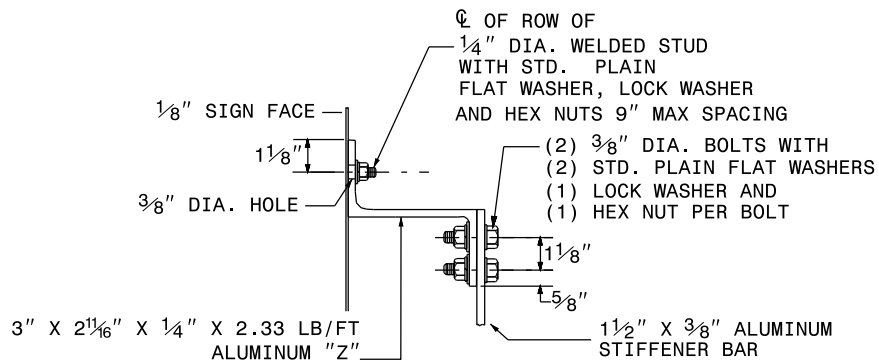 ℄ OF ROW OF
1/4" DIA. WELDED STUD
WITH STD. PLAIN
FLAT WASHER, LOCK WASHER
AND HEX NUTS 9" MAX SPACING
1/8" SIGN FACE
1 1/8"
3/8" DIA. HOLE
(2) 3/8" DIA. BOLTS WITH
(2) STD. PLAIN FLAT WASHERS
(1) LOCK WASHER AND
(1) HEX NUT PER BOLT
1 1/8"
5/8"
3" X 2 11/16" X 1/4" X 2.33 LB/FT
ALUMINUM "Z"
1 1/2" X 3/8" ALUMINUM
STIFFENER BAR